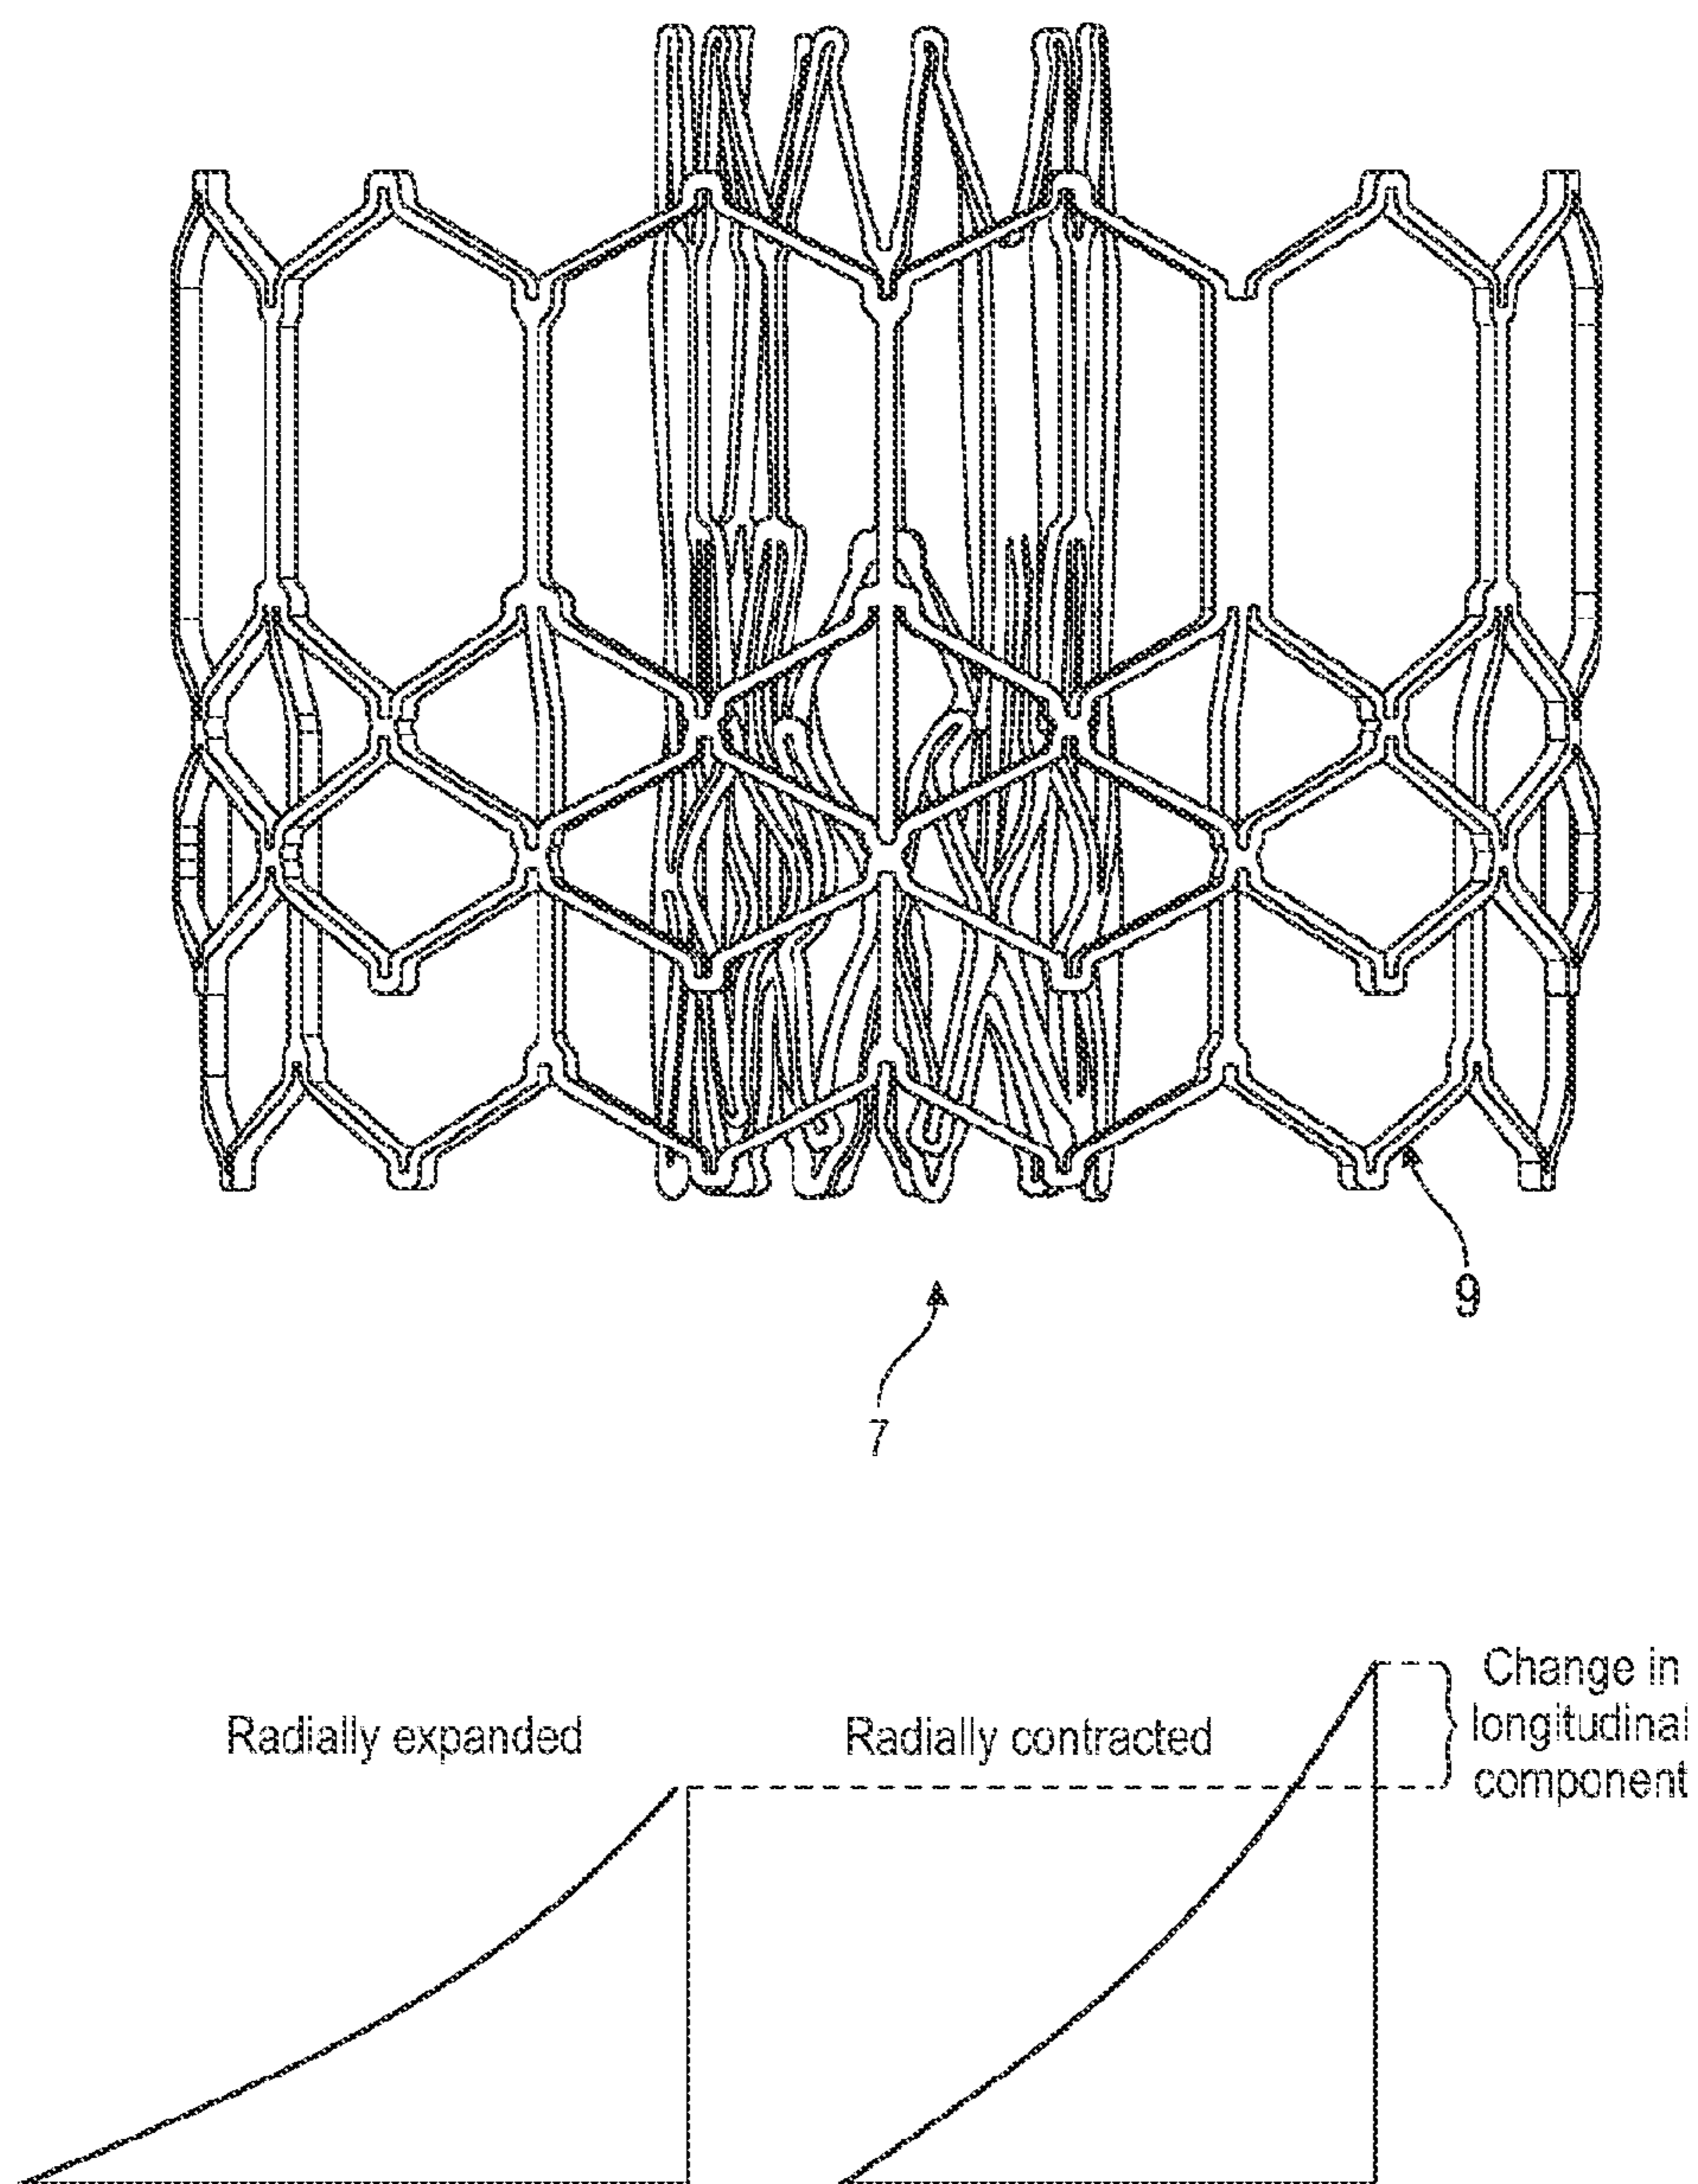 9
7
Radially expanded
Radially contracted
Change in
longitudinal
component